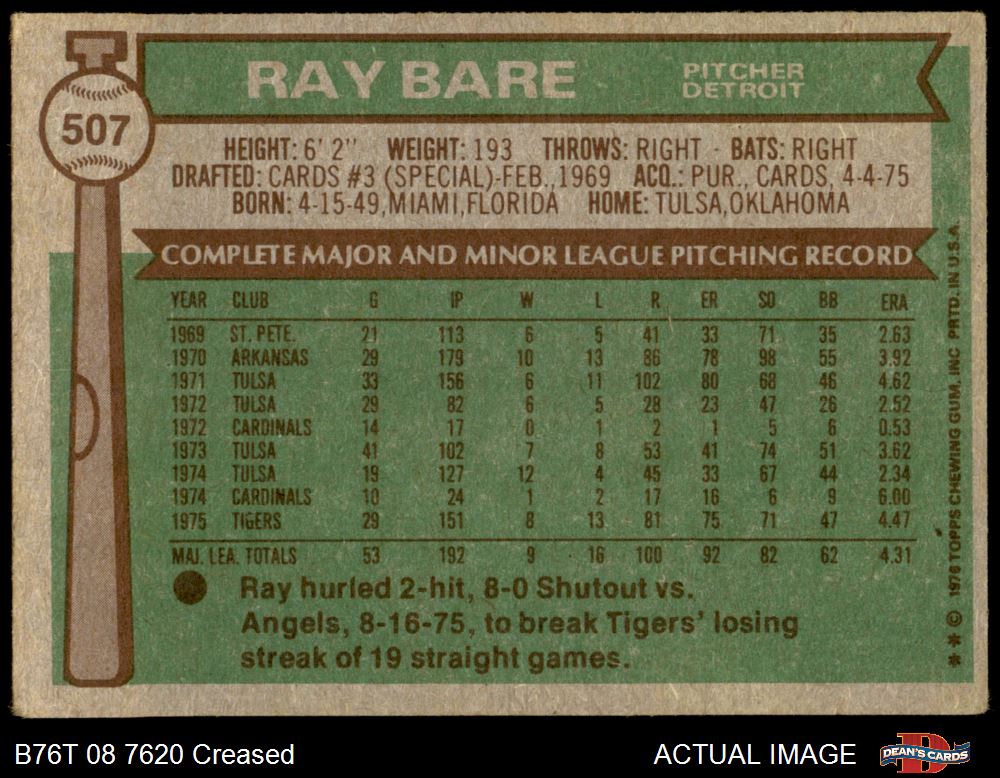 507
RAY BARE
PITCHER
DETROIT
HEIGHT: 6' 2" WEIGHT: 193 THROWS: RIGHT - BATS: RIGHT
DRAFTED: CARDS #3 (SPECIAL)-FEB., 1969 ACQ.: PUR., CARDS, 4-4-75
BORN: 4-15-49, MIAMI, FLORIDA HOME: TULSA, OKLAHOMA
COMPLETE MAJOR AND MINOR LEAGUE PITCHING RECORD
YEAR CLUB G IP W L R ER SO BB ERA
1969 ST. PETE. 21 113 6 5 41 33 71 35 2.63
1970 ARKANSAS 29 179 10 13 86 78 98 55 3.92
1971 TULSA 33 156 6 11 102 80 68 46 4.62
1972 TULSA 29 82 6 5 28 23 47 26 2.52
1972 CARDINALS 14 17 0 1 2 1 5 6 0.53
1973 TULSA 41 102 7 8 53 41 74 51 3.62
1974 TULSA 19 127 12 4 45 33 67 44 2.34
1974 CARDINALS 10 24 1 2 17 16 6 9 6.00
1975 TIGERS 29 151 8 13 81 75 71 47 4.47
MAJ. LEA. TOTALS 53 192 9 16 100 92 82 62 4.31
Ray hurled 2-hit, 8-0 Shutout vs.
Angels, 8-16-75, to break Tigers' losing
streak of 19 straight games.
* * © 1976 TOPPS CHEWING GUM, INC PRTD. IN U.S.A.
B76T 08 7620 Creased
ACTUAL IMAGE
DEAN'S CARDS